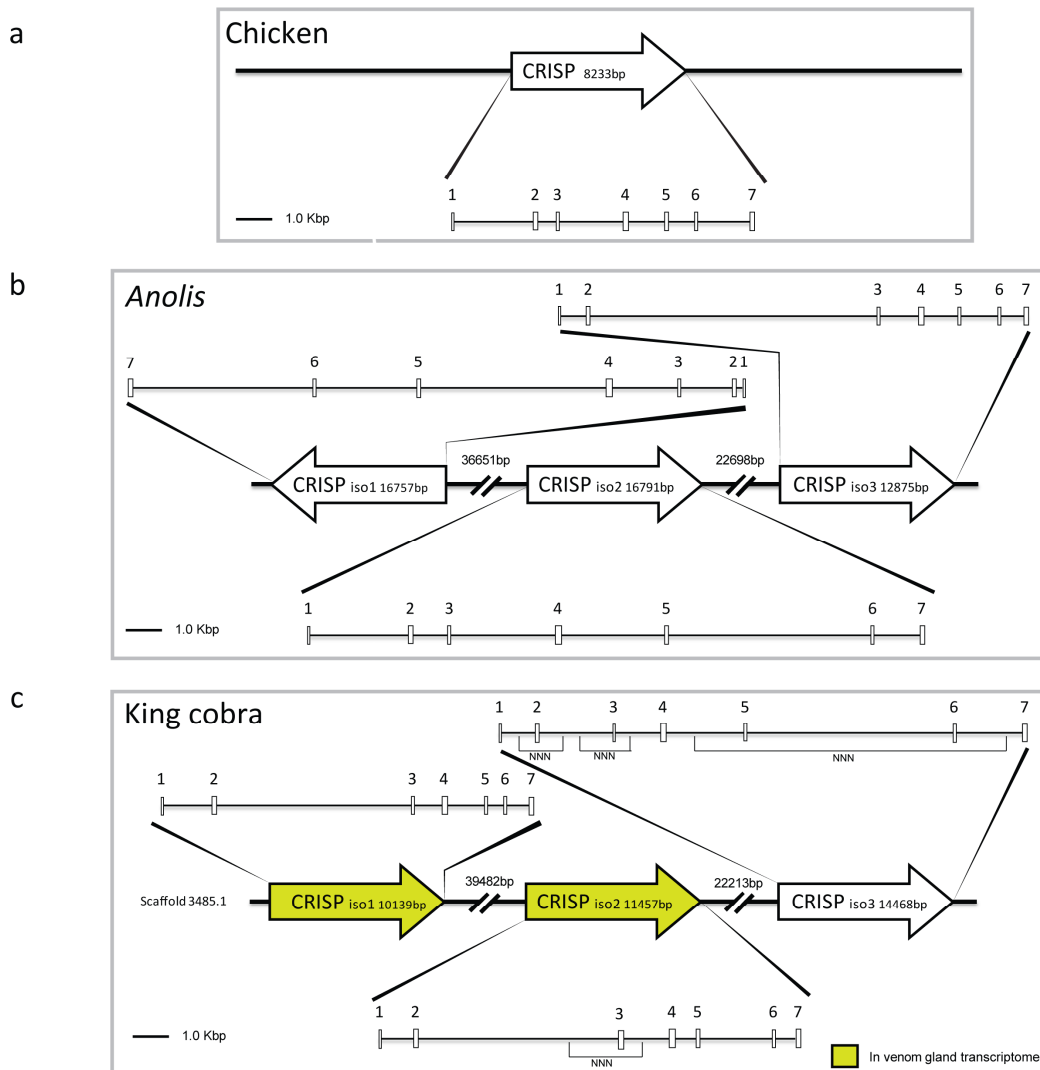 a
Chicken
CRISP 8233bp
1 2 3 4 5 6 7
1.0 Kbp
b
Anolis
1 2 3 4 5 6 7
7 6 5 4 3 2 1
36651bp
22698bp
CRISP iso1 16757bp
CRISP iso2 16791bp
CRISP iso3 12875bp
1 2 3 4 5 6 7
1.0 Kbp
c
King cobra
1 2 3 4 5 6 7
NNN NNN NNN
1 2 3 4 5 6 7
39482bp
22213bp
Scaffold 3485.1
CRISP iso1 10139bp
CRISP iso2 11457bp
CRISP iso3 14468bp
1 2 3 4 5 6 7
NNN
1.0 Kbp
In venom gland transcriptome